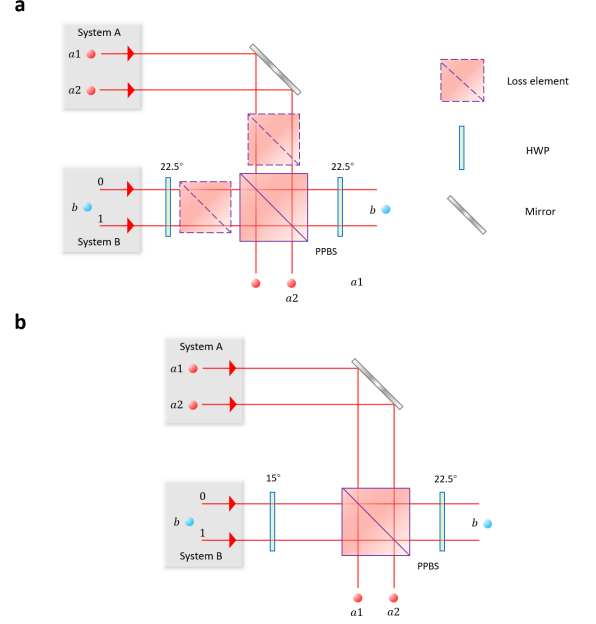 a
System A
a1
a2
Loss element
22.5°
22.5°
HWP
0
b
b
1
Mirror
System B
PPBS
a1
a2
b
System A
a1
a2
15°
22.5°
0
b
b
1
System B
PPBS
a1
a2